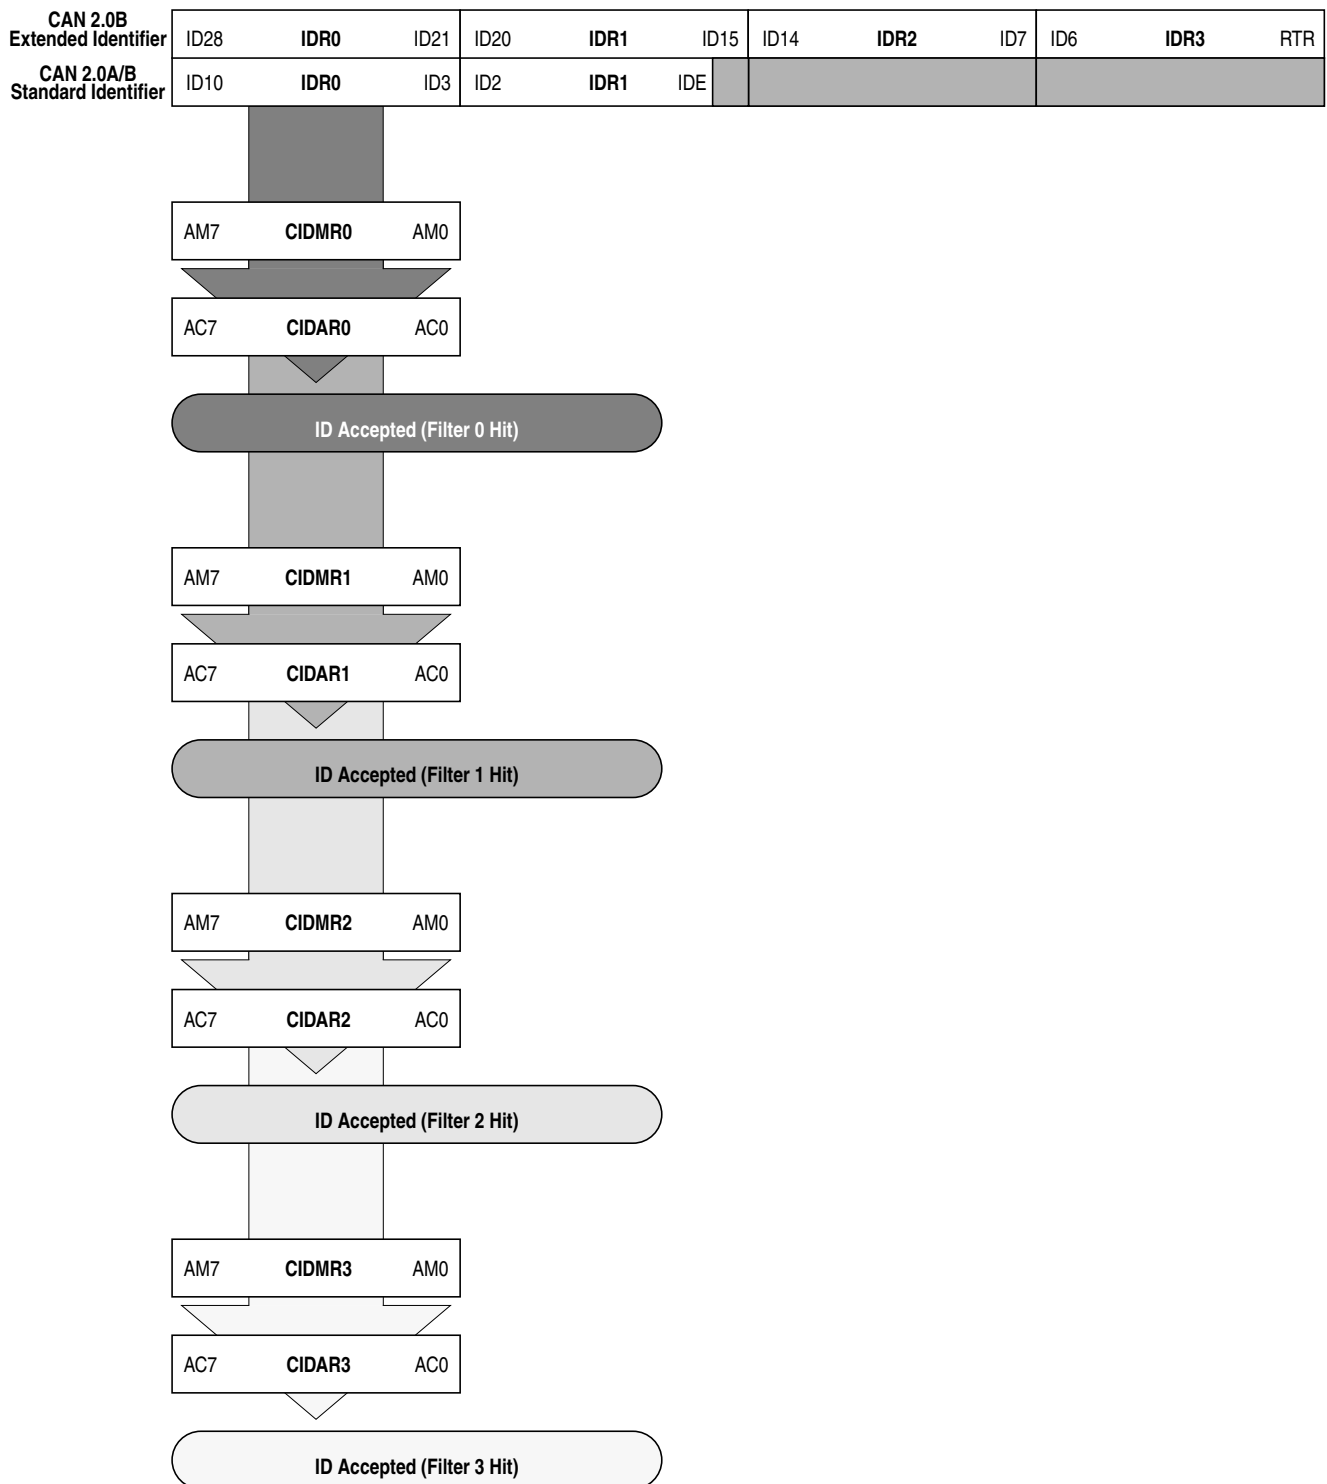 CAN 2.0B
Extended Identifier ID28 IDR0 ID21 ID20 IDR1 ID15 ID14 IDR2 ID7 ID6 IDR3 RTR
CAN 2.0A/B
Standard Identifier ID10 IDR0 ID3 ID2 IDR1 IDE
AM7 CIDMR0 AM0
AC7 CIDAR0 AC0
ID Accepted (Filter 0 Hit)
AM7 CIDMR1 AM0
AC7 CIDAR1 AC0
ID Accepted (Filter 1 Hit)
AM7 CIDMR2 AM0
AC7 CIDAR2 AC0
ID Accepted (Filter 2 Hit)
AM7 CIDMR3 AM0
AC7 CIDAR3 AC0
ID Accepted (Filter 3 Hit)